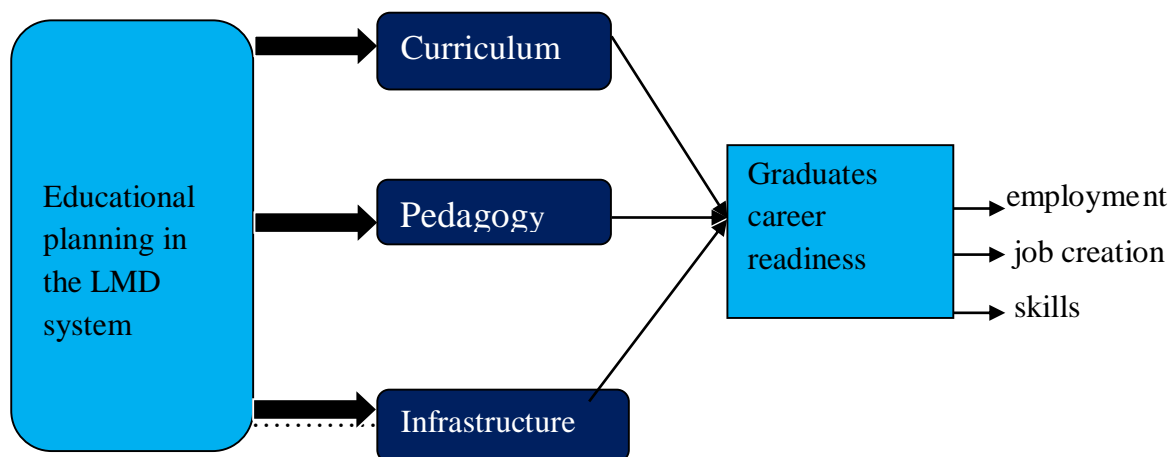 Educational
planning in
the LMD
system
Curriculum
Pedagogy
Infrastructure
Graduates
career
readiness
employment
job creation
skills